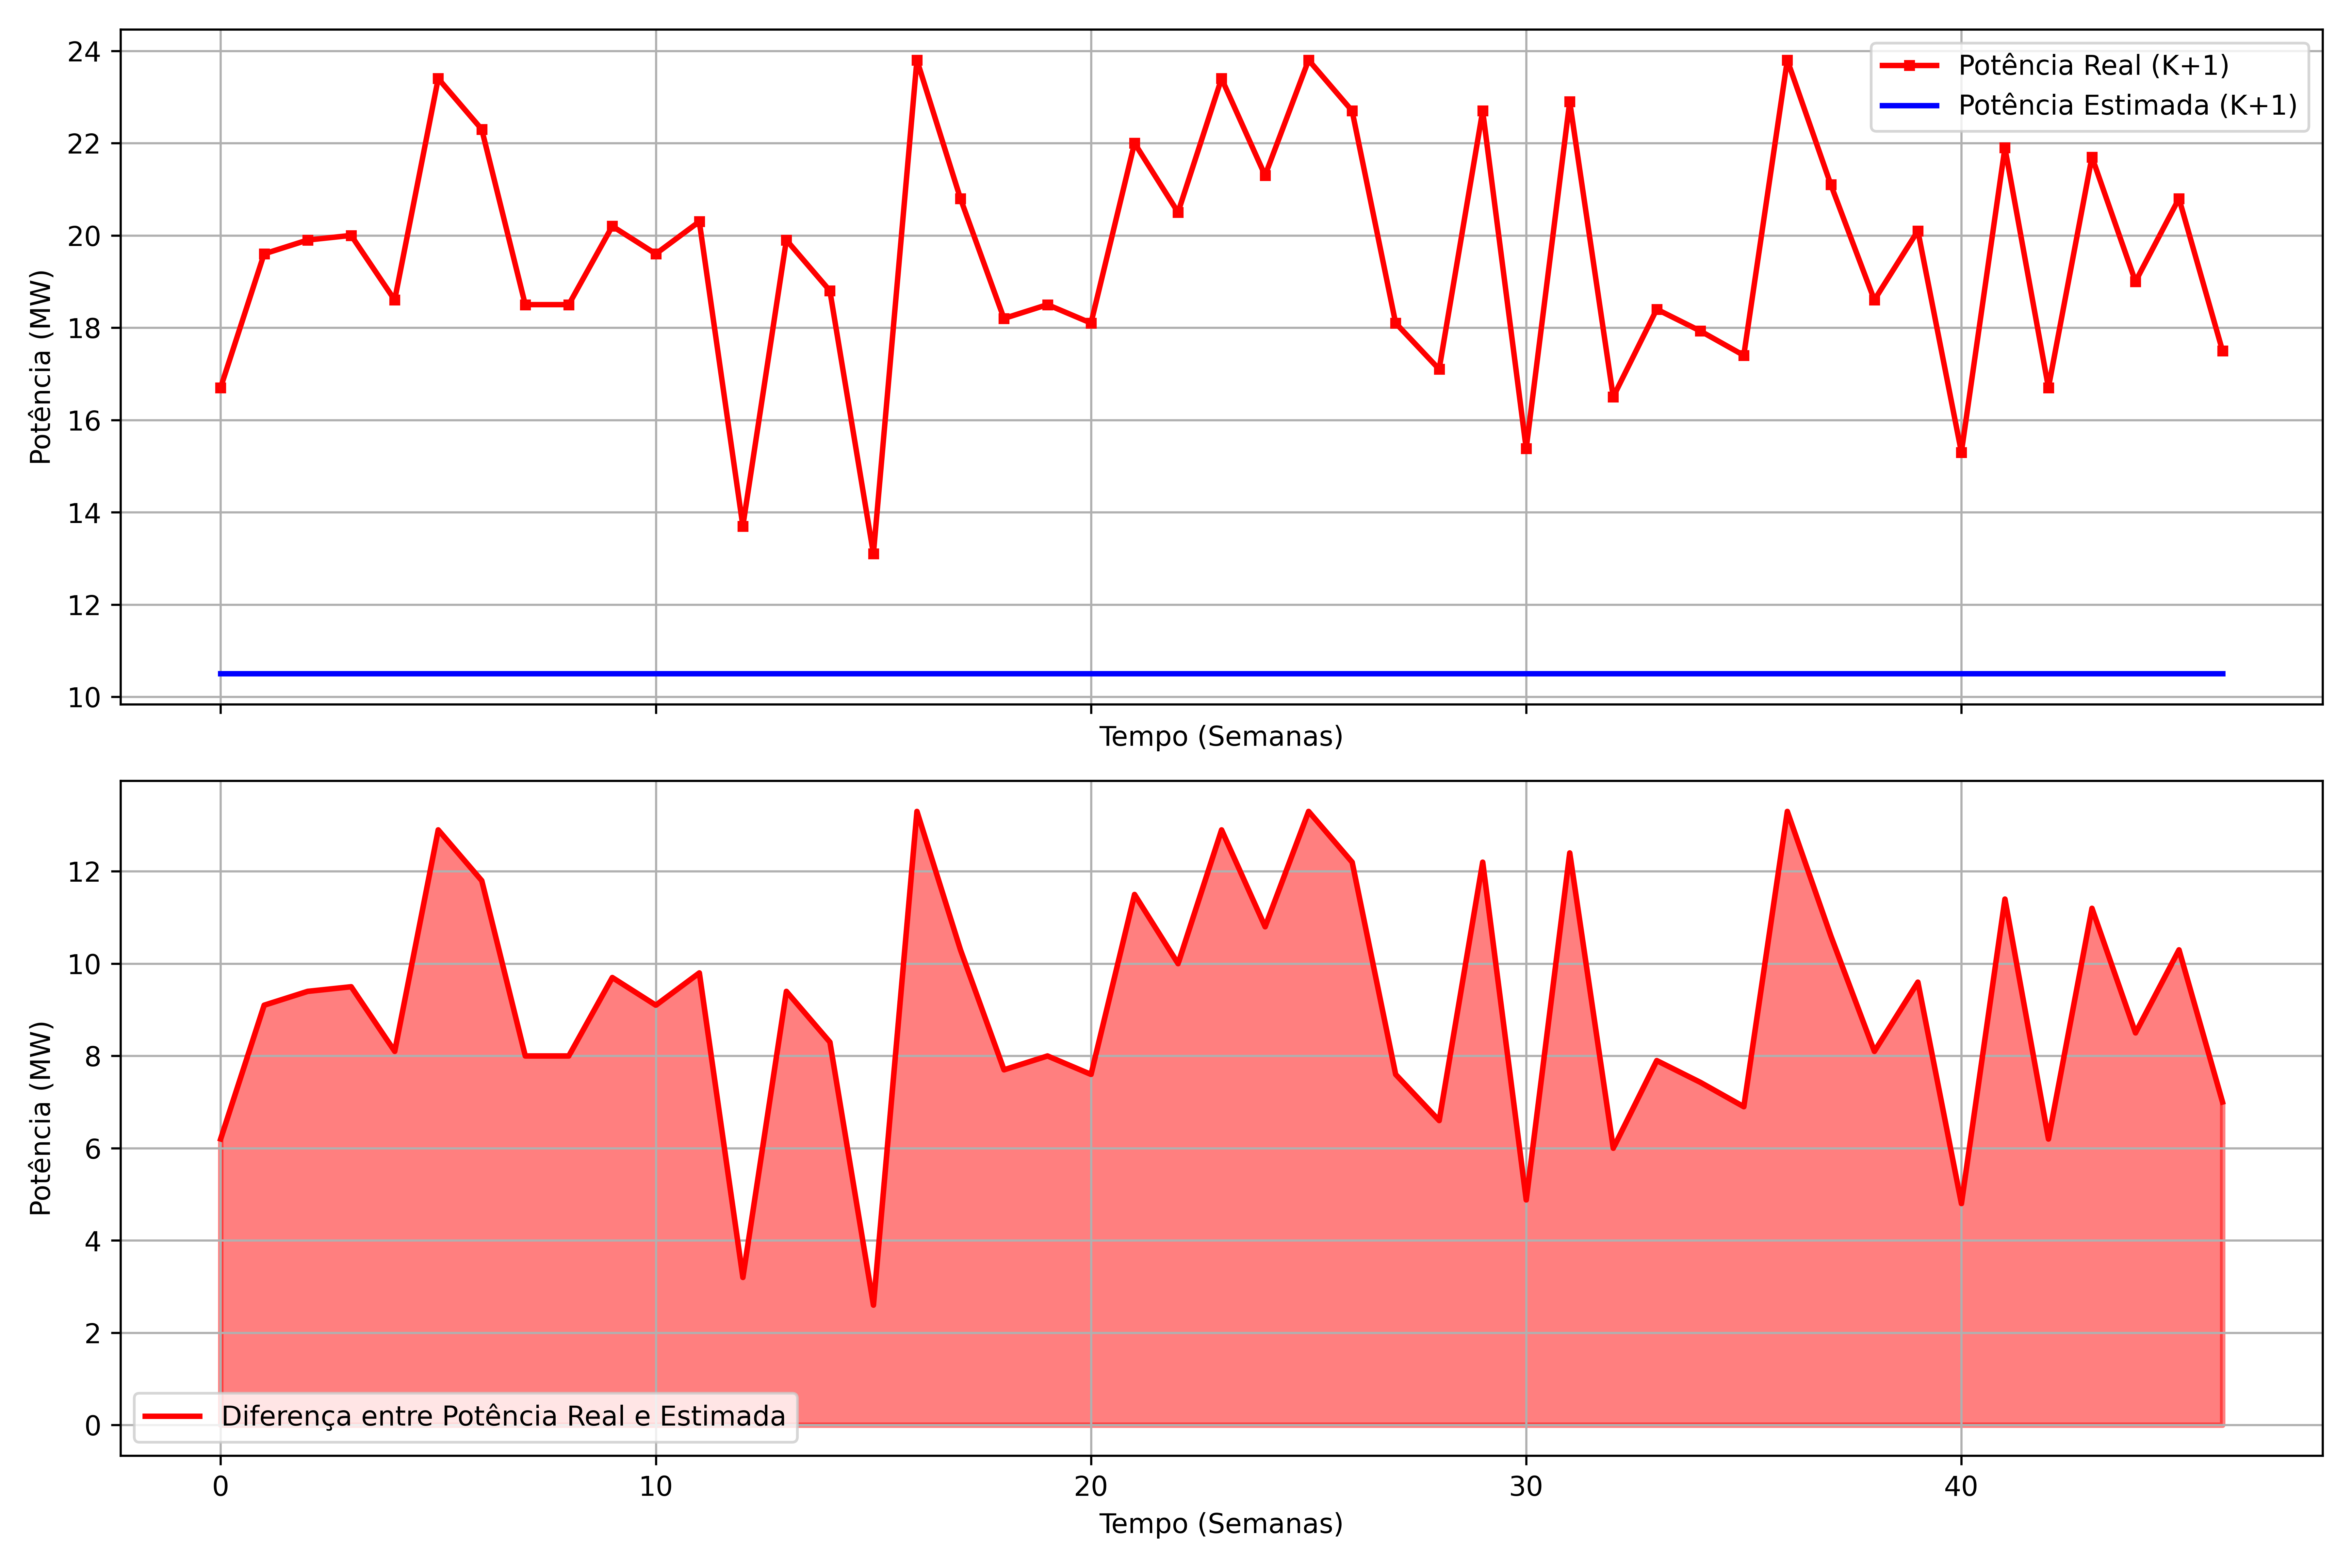 24
22
20
18
16
14
12
10
Potência (MW)
Potência Real (K+1)
Potência Estimada (K+1)
Tempo (Semanas)
12
10
8
6
4
2
0
Potência (MW)
Diferença entre Potência Real e Estimada
0 10 20 30 40
Tempo (Semanas)